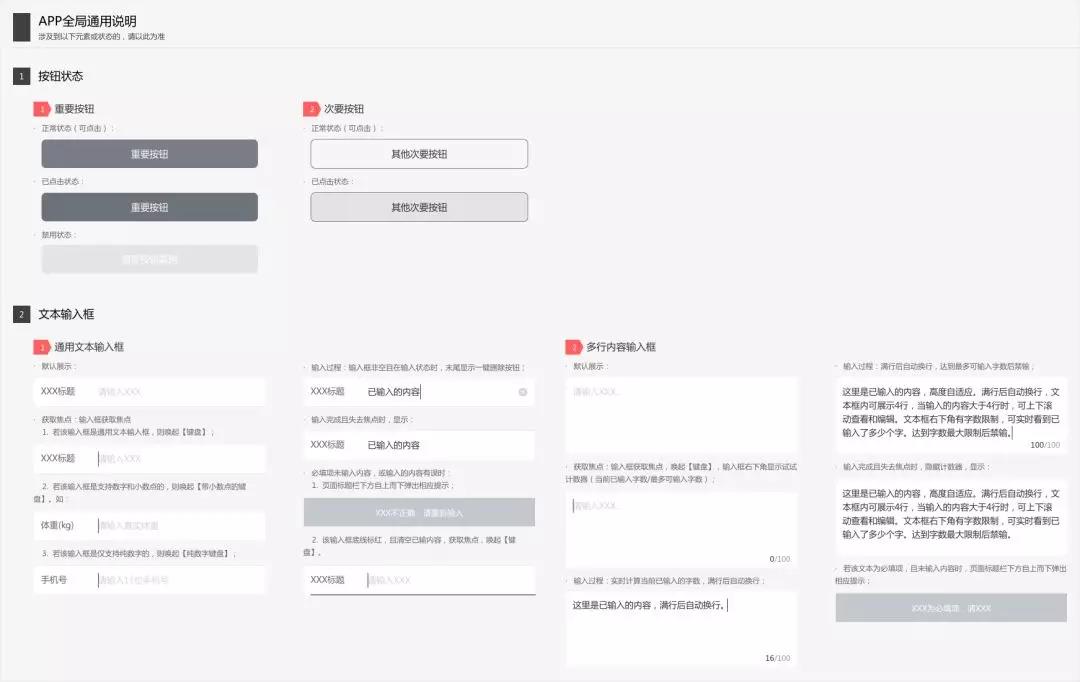 APP全局通用说明
涉及到以下元素或状态的，请以此为准
1 按钮状态
1 重要按钮
· 正常状态（可点击）：
重要按钮
· 已点击状态：
重要按钮
· 禁用状态：
2 次要按钮
· 正常状态（可点击）：
其他次要按钮
· 已点击状态：
其他次要按钮
2 文本输入框
1 通用文本输入框
· 默认展示：
XXX标题 请输入XXX
· 获取焦点：输入框获取焦点
1. 若该输入框是通用文本输入框，则唤起【键盘】；
XXX标题 请输入XXX
2. 若该输入框是支持数字和小数点的，则唤起【带小数点的键
盘】。如：
体重(kg) 请输入真实体重
3. 若该输入框是仅支持纯数字的，则唤起【纯数字键盘】；
手机号 请输入11位手机号
· 输入过程：输入框非空且在输入状态时，末尾显示一键删除按钮；
XXX标题 已输入的内容
· 输入完成且失去焦点时，显示：
XXX标题 已输入的内容
· 必填项未输入内容，或输入的内容有误时：
1. 页面标题栏下方自上而下弹出相应提示；
XXX不正确，请重新输入
2. 该输入框底线标红，且清空已输内容，获取焦点，唤起【键
盘】。
XXX标题 请输入XXX
2 多行内容输入框
· 默认展示：
请输入XXX...
· 获取焦点：输入框获取焦点，唤起【键盘】，输入框右下角显示试试
计数器（当前已输入字数/最多可输入字数）；
请输入XXX...
0/100
· 输入过程：实时计算当前已输入的字数，满行后自动换行；
这里是已输入的内容，满行后自动换行。
16/100
· 输入过程：满行后自动换行，达到最多可输入字数后禁输，
这里是已输入的内容，高度自适应。满行后自动换行，文
本框内可展示4行，当输入的内容大于4行时，可上下滚
动查看和编辑。文本框右下角有字数限制，可实时看到已
输入了多少个字。达到字数最大限制后禁输。
100/100
· 输入完成且失去焦点时，隐藏计数器，显示：
这里是已输入的内容，高度自适应。满行后自动换行，文
本框内可展示4行，当输入的内容大于4行时，可上下滚
动查看和编辑。文本框右下角有字数限制，可实时看到已
输入了多少个字。达到字数最大限制后禁输。
· 若该文本为必填项，且未输入内容时，页面标题栏下方自上而下弹出
相应提示；
XXX为必填项，请XXX